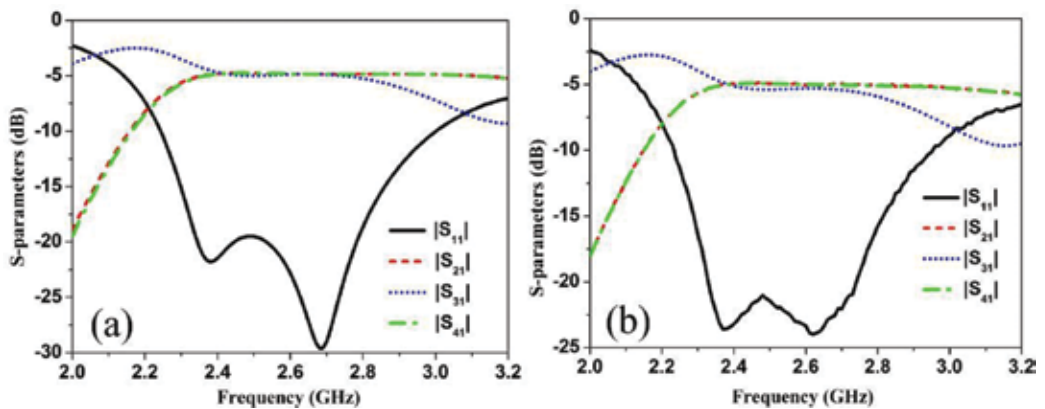 0
-5
-10
-15
-20
-25
-30
S-parameters (dB)
|S11|
|S21|
|S31|
|S41|
(a)
2.0 2.2 2.4 2.6 2.8 3.0 3.2
Frequency (GHz)
0
-5
-10
-15
-20
-25
S-parameters (dB)
|S11|
|S21|
|S31|
|S41|
(b)
2.0 2.2 2.4 2.6 2.8 3.0 3.2
Frequency (GHz)